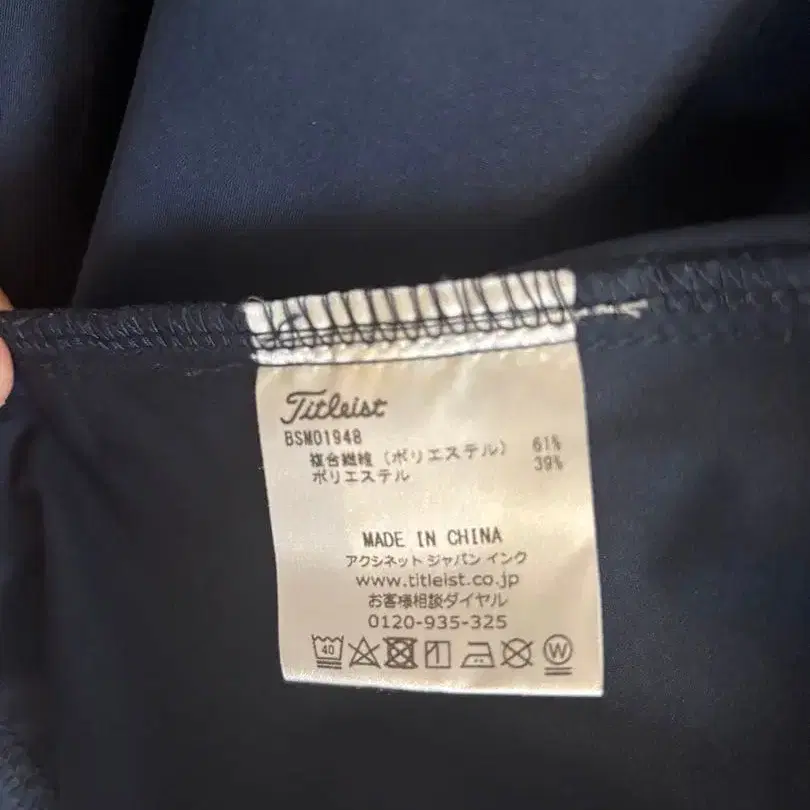 Titleist
BSM01948
複合繊維(ポリエステル) 61%
ポリエステル 39%
MADE IN CHINA
アクシネット ジャパン インク
www.titleist.co.jp
お客様相談ダイヤル
0120-935-325
40 W